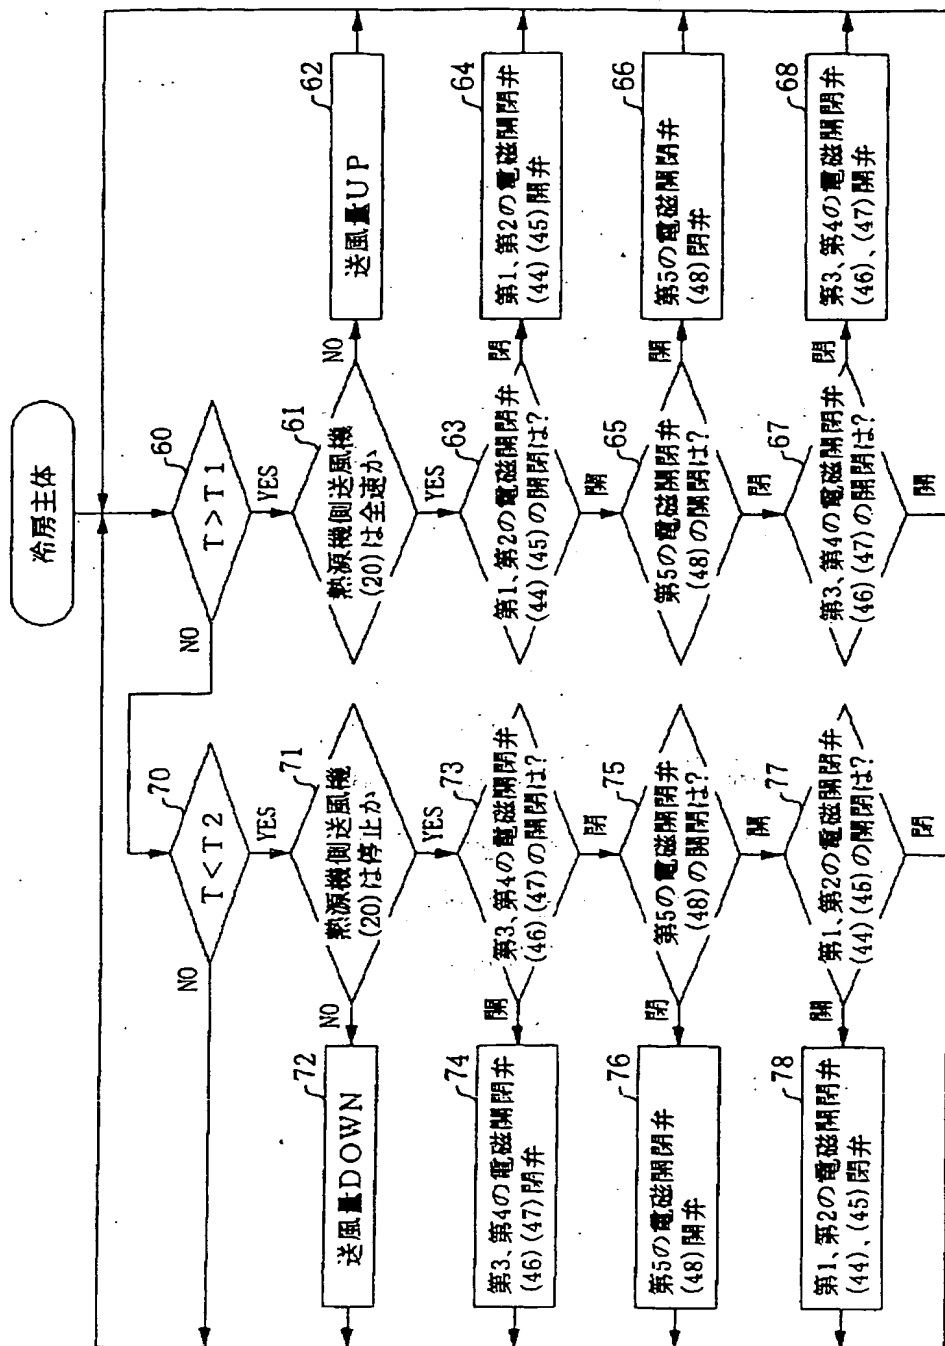 冷房主体
60
T>T1
YES
NO
61
熱源機側送風機
(20)は全速か
NO
YES
62
送風量UP
63
第1、第2の電磁開閉弁
(44)(45)の開閉は?
閉
開
64
第1、第2の電磁開閉弁
(44)(45)開弁
65
第5の電磁開閉弁
(48)の開閉は?
開
閉
66
第5の電磁開閉弁
(48)閉弁
67
第3、第4の電磁開閉弁
(46)(47)の開閉は?
閉
開
68
第3、第4の電磁開閉弁
(46)、(47)開弁
70
T<T2
YES
NO
71
熱源機側送風機
(20)は停止か
NO
YES
72
送風量DOWN
73
第3、第4の電磁開閉弁
(46)(47)の開閉は?
開
閉
74
第3、第4の電磁開閉弁
(46)(47)閉弁
75
第5の電磁開閉弁
(48)の開閉は?
閉
開
76
第5の電磁開閉弁
(48)開弁
77
第1、第2の電磁開閉弁
(44)(45)の開閉は?
開
閉
78
第1、第2の電磁開閉弁
(44)、(45)閉弁